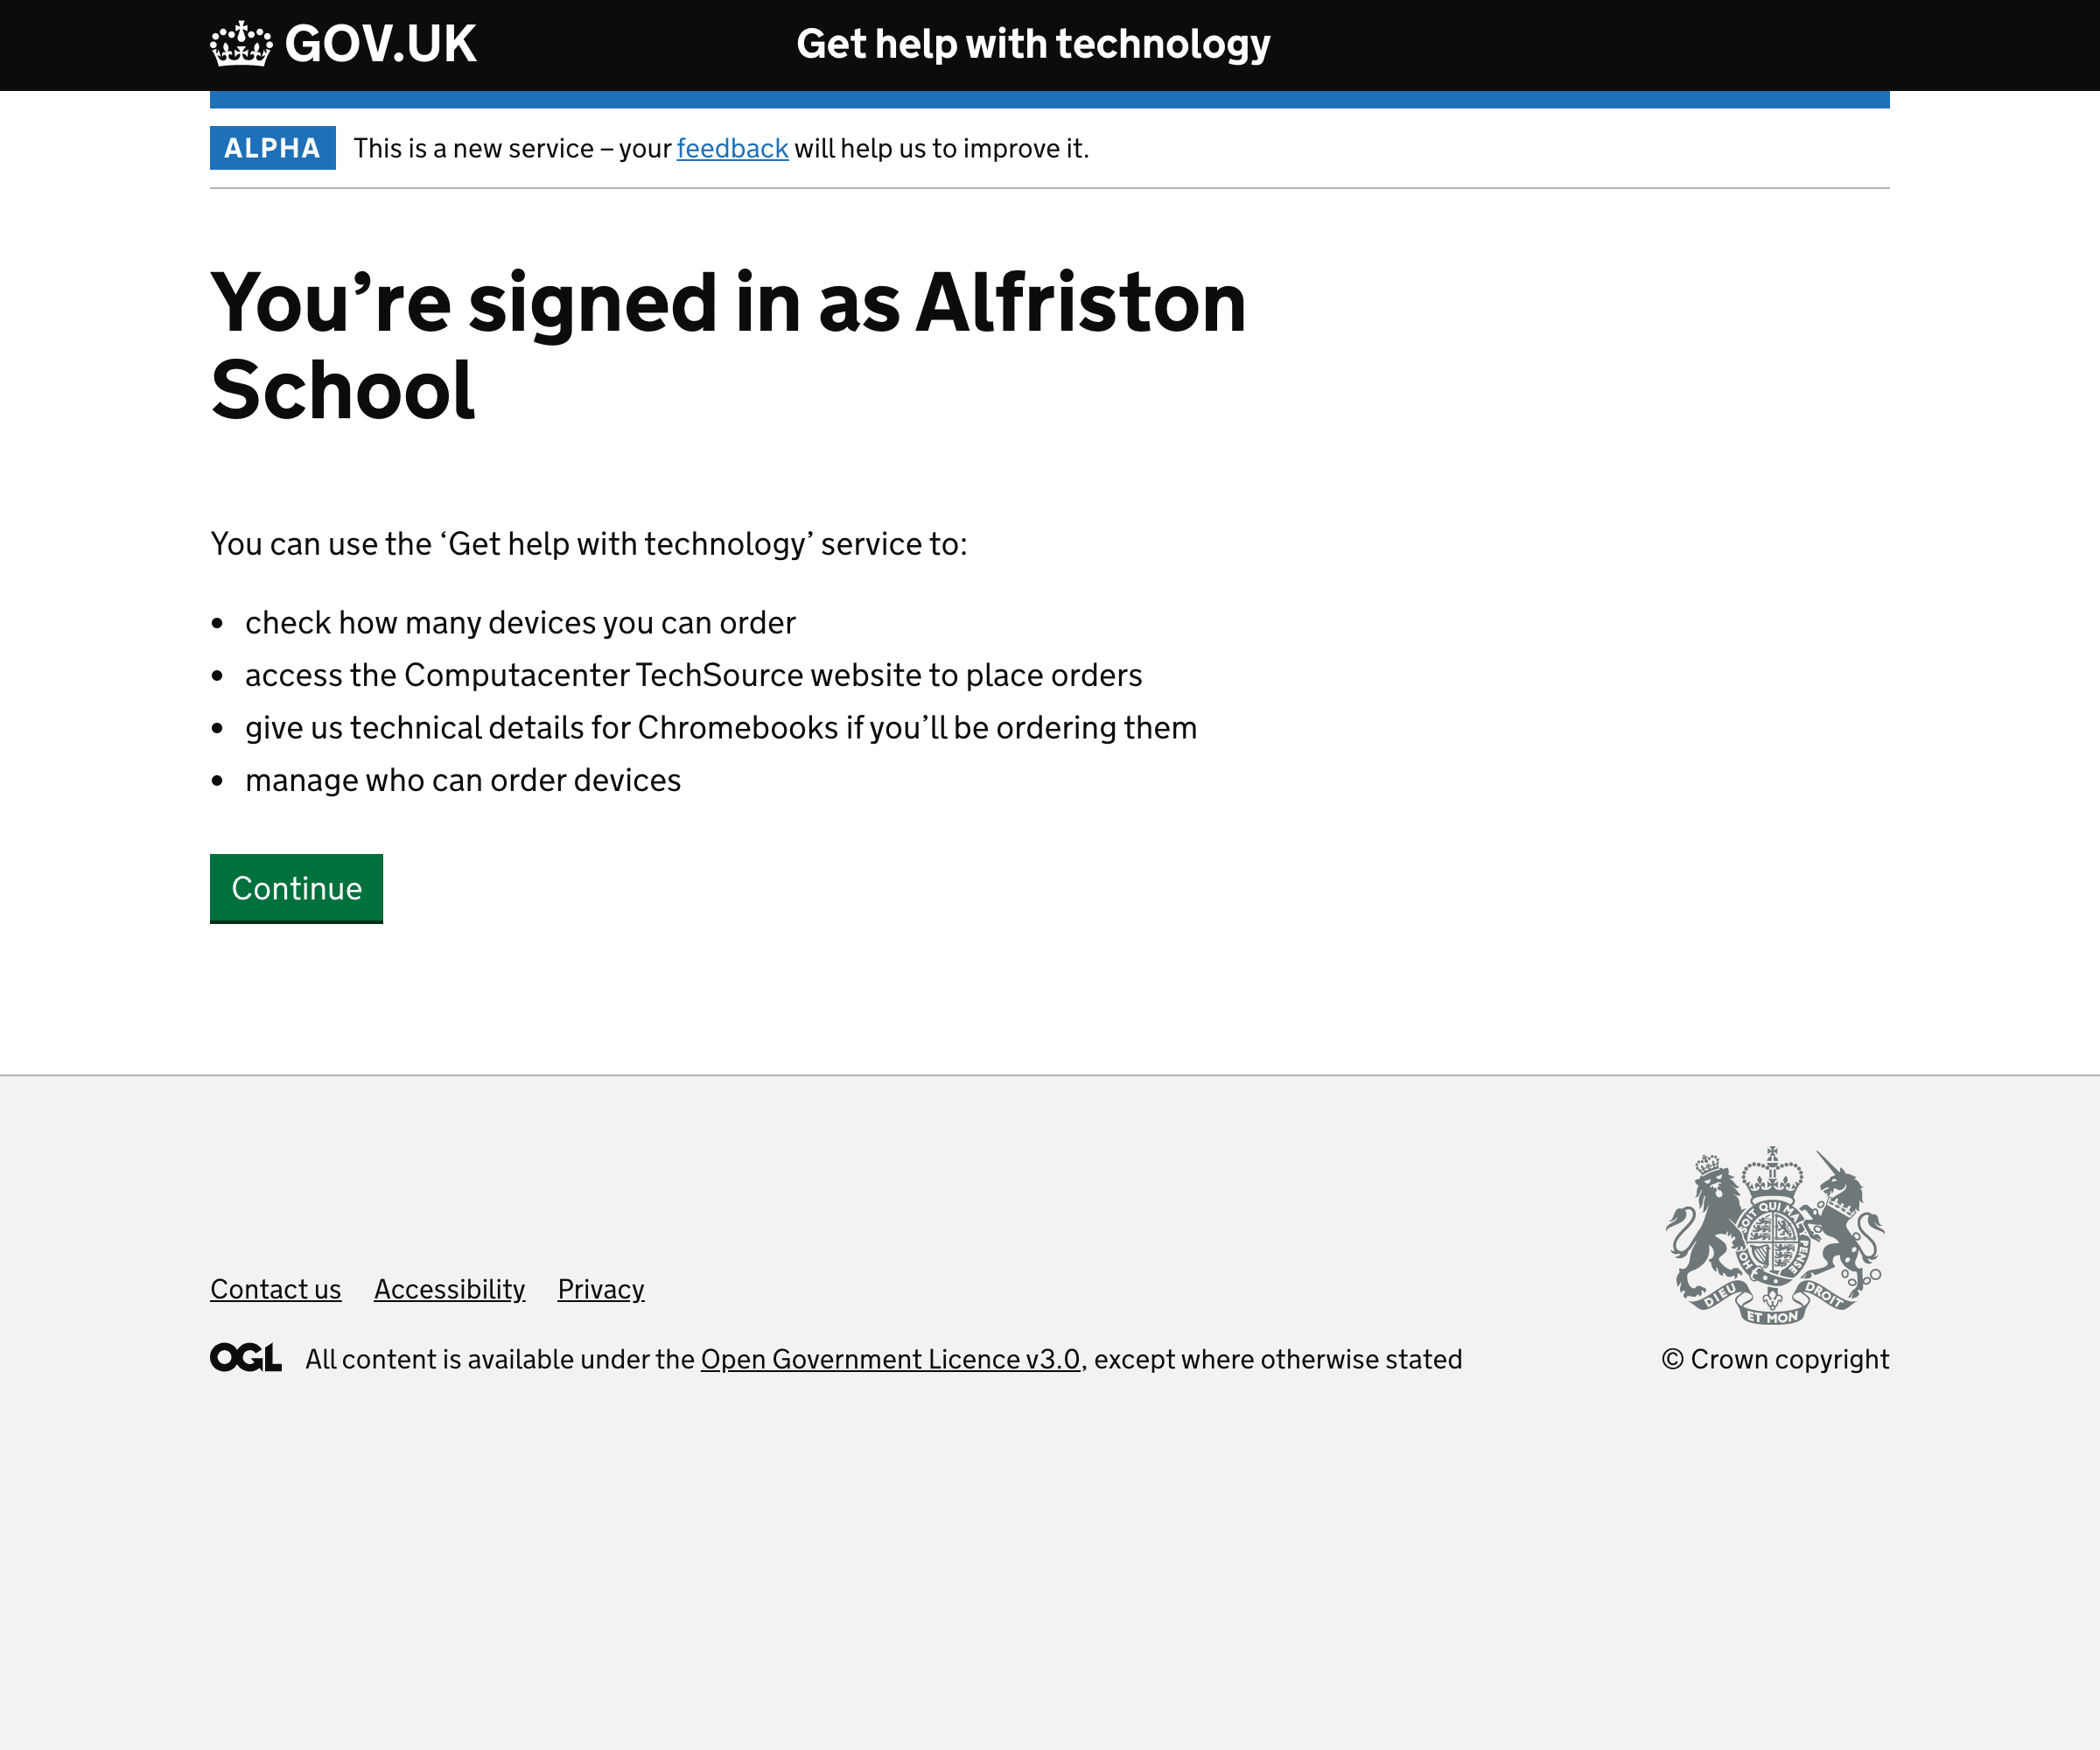 GOV.UK
Get help with technology
ALPHA
This is a new service – your feedback will help us to improve it.
You’re signed in as Alfriston
School
You can use the ‘Get help with technology’ service to:
• check how many devices you can order
• access the Computacenter TechSource website to place orders
• give us technical details for Chromebooks if you’ll be ordering them
• manage who can order devices
Continue
SOIT QUI MAL Y PENSE
DIEU ET MON DROIT
Contact us Accessibility Privacy
OGL All content is available under the Open Government Licence v3.0, except where otherwise stated
© Crown copyright